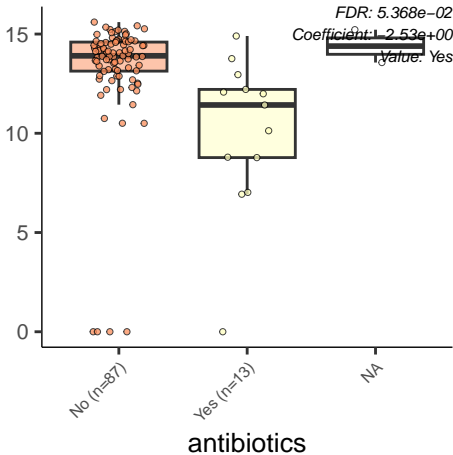 FDR: 5.368e−02
Coefficient: −2.53e+00
Value: Yes
15
10
5
0
No (n=87)
Yes (n=13)
NA
antibiotics